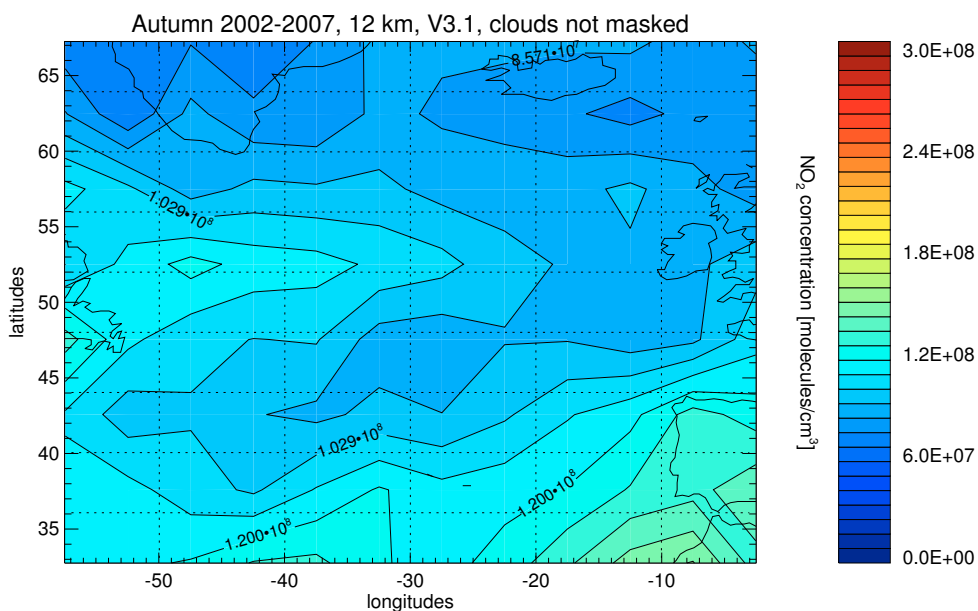 Autumn 2002-2007, 12 km, V3.1, clouds not masked
65
60
55
50
45
40
35
latitudes
-50
-40
-30
-20
-10
longitudes
8.571•10⁷
1.029•10⁸
1.029•10⁸
1.200•10⁸
1.200•10⁸
3.0E+08
2.4E+08
1.8E+08
1.2E+08
6.0E+07
0.0E+00
NO₂ concentration [molecules/cm³]